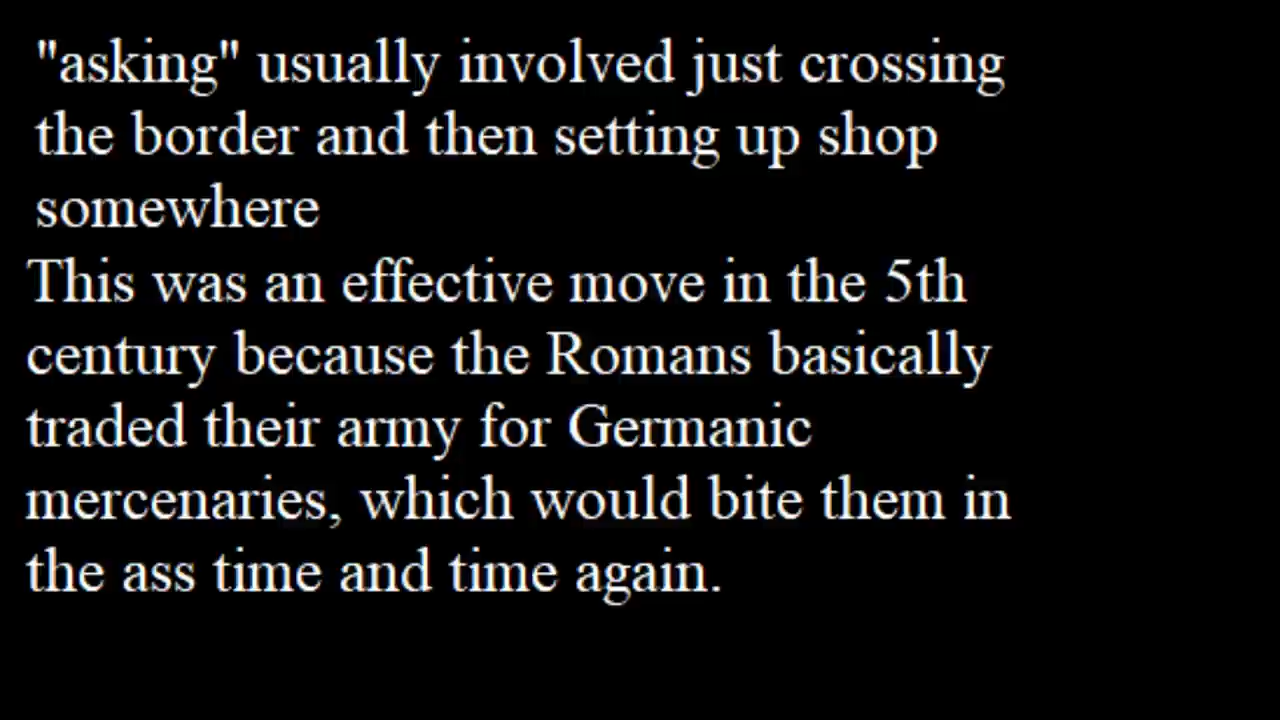 "asking" usually involved just crossing
the border and then setting up shop
somewhere
This was an effective move in the 5th
century because the Romans basically
traded their army for Germanic
mercenaries, which would bite them in
the ass time and time again.